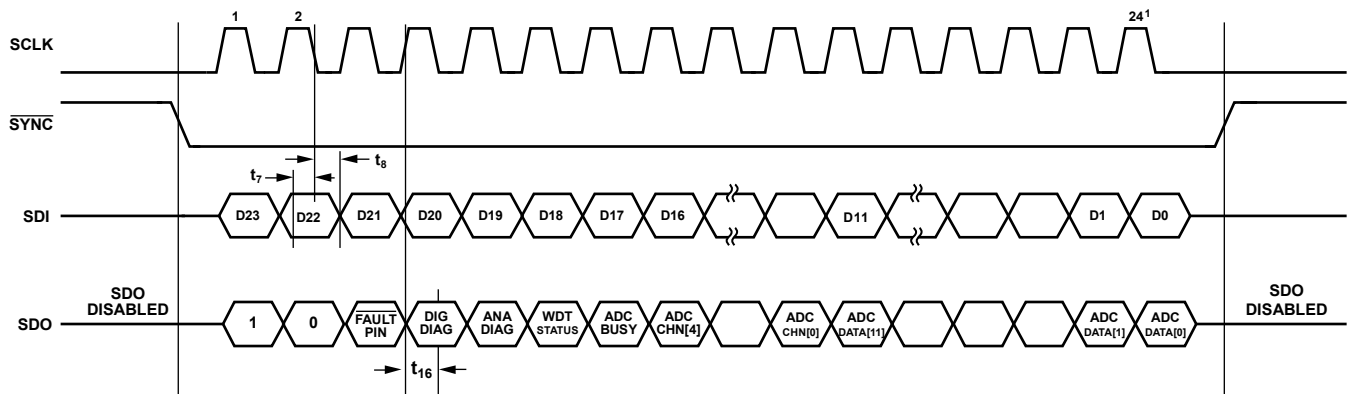 1 2 24¹
SCLK
SYNC
t8
t7
SDI D23 D22 D21 D20 D19 D18 D17 D16 D11 D1 D0
SDO
DISABLED
SDO
DISABLED
SDO 1 0
FAULT
PIN
DIG
DIAG
ANA
DIAG
WDT
STATUS
ADC
BUSY
ADC
CHN[4]
ADC
CHN[0]
ADC
DATA[11]
ADC
DATA[1]
ADC
DATA[0]
t16